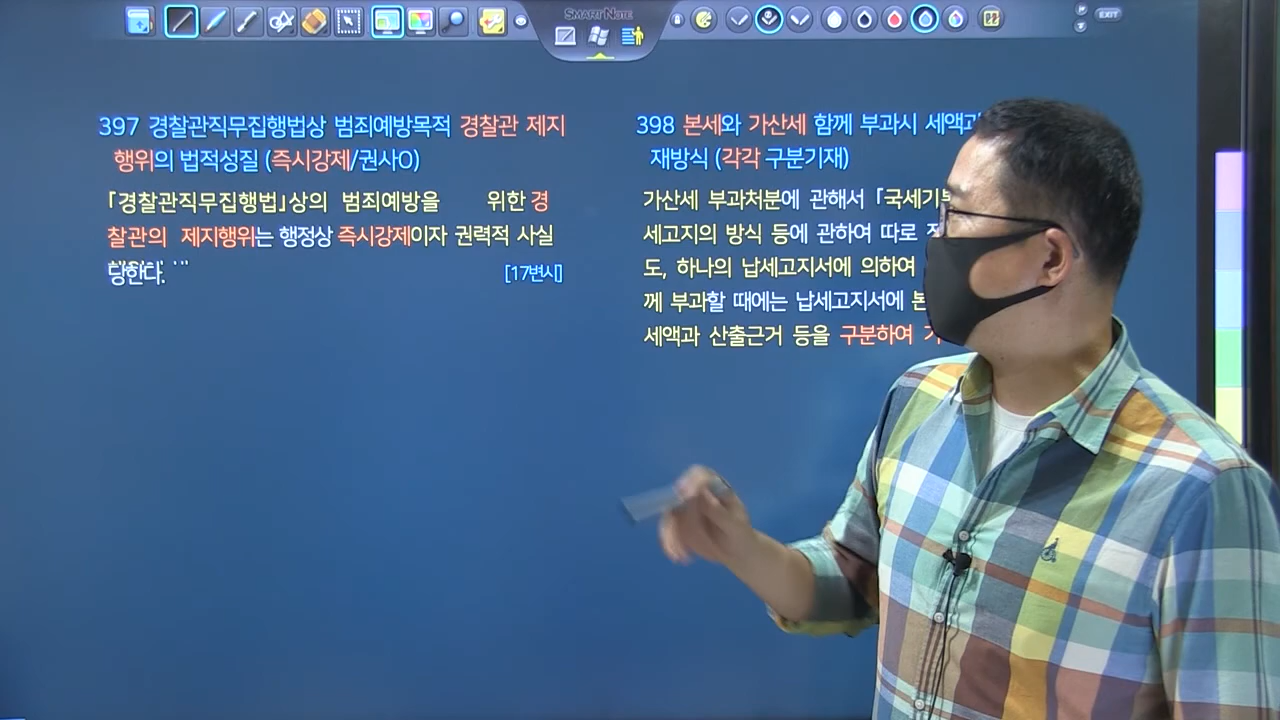 SMARTNOTE
EXIT
397 경찰관직무집행법상 범죄예방목적 경찰관 제지
행위의 법적성질 (즉시강제/권사O)
「경찰관직무집행법」상의 범죄예방을 위한 경
찰관의 제지행위는 행정상 즉시강제이자 권력적 사실
당한다. [17변시]
398 본세와 가산세 함께 부과시 세액과
재방식 (각각 구분기재)
가산세 부과처분에 관해서 「국세기
세고지의 방식 등에 관하여 따로
도, 하나의 납세고지서에 의하여
께 부과할 때에는 납세고지서에
세액과 산출근거 등을 구분하여